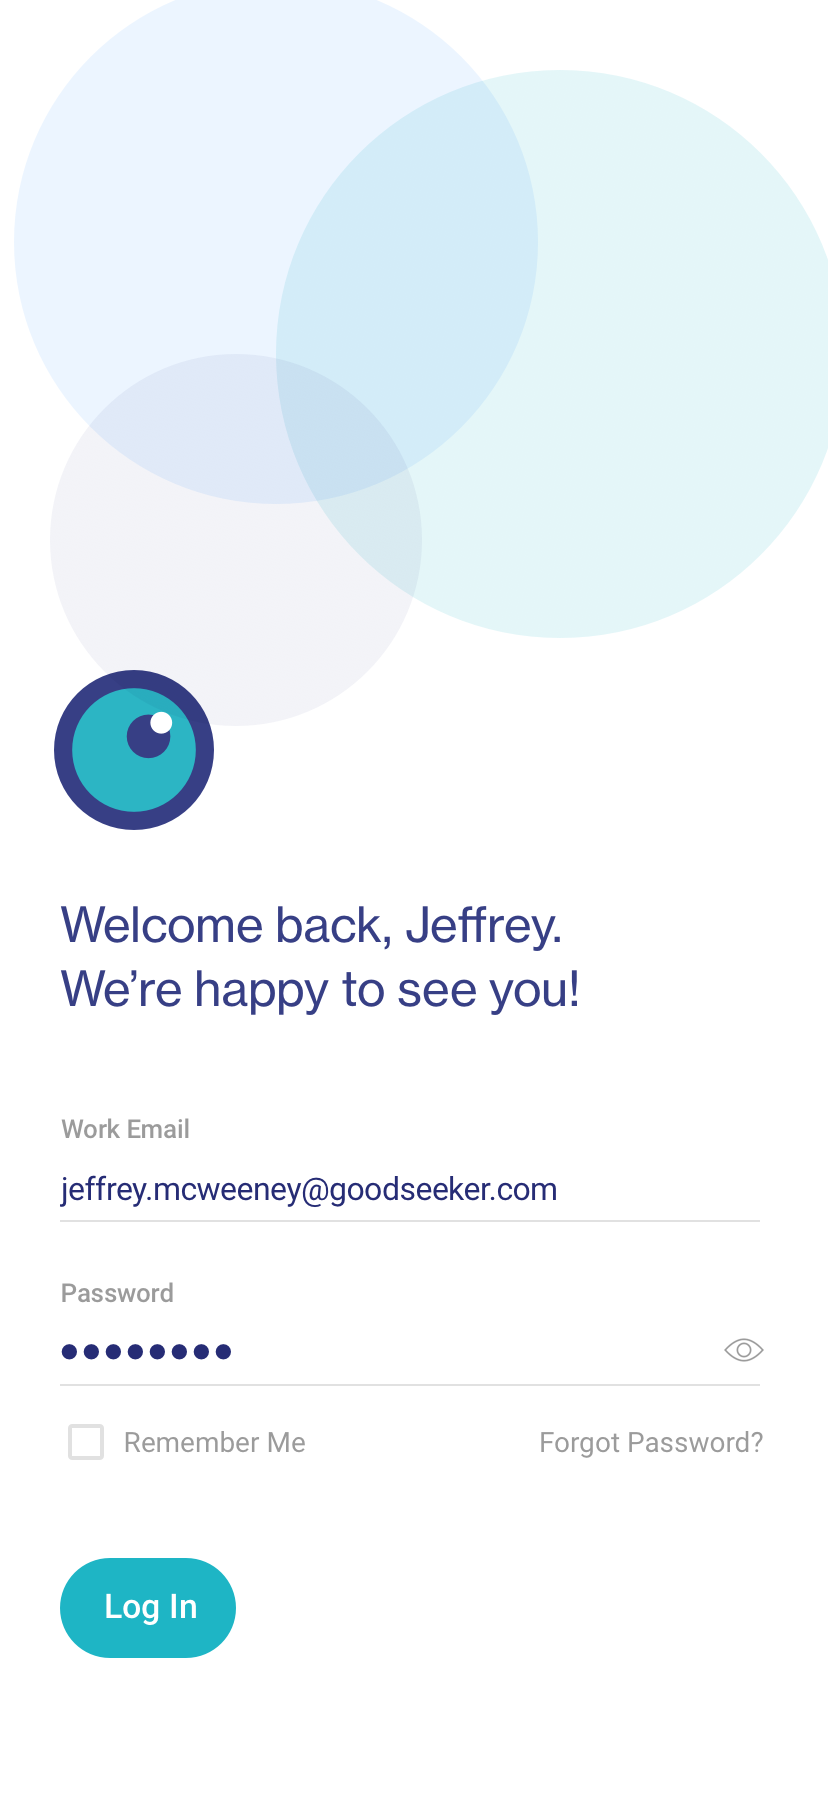 Welcome back, Jeffrey.
We’re happy to see you!
Work Email
jeffrey.mcweeney@goodseeker.com
Password
●●●●●●●●
Remember Me
Forgot Password?
Log In